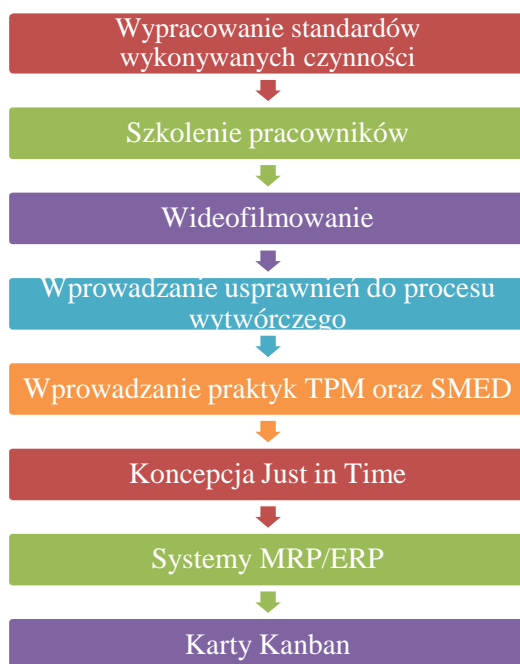 Wypracowanie standardów
wykonywanych czynności
Szkolenie pracowników
Wideofilmowanie
Wprowadzanie usprawnień do procesu
wytwórczego
Wprowadzanie praktyk TPM oraz SMED
Koncepcja Just in Time
Systemy MRP/ERP
Karty Kanban